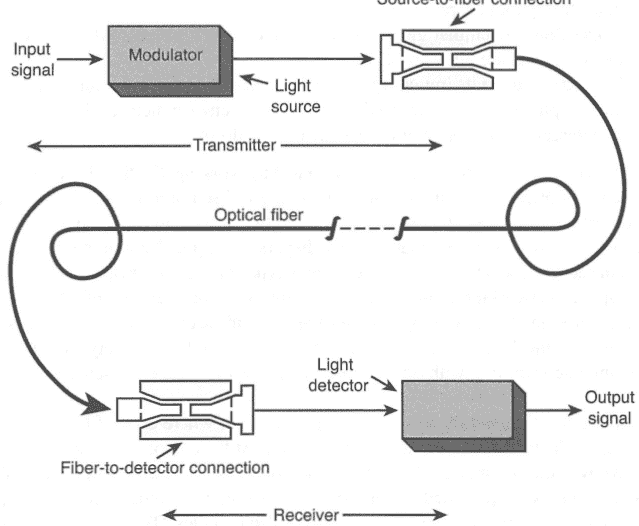 Source-to-fiber connection
Input
signal
Modulator
Light
source
Transmitter
Optical fiber
Light
detector
Output
signal
Fiber-to-detector connection
Receiver